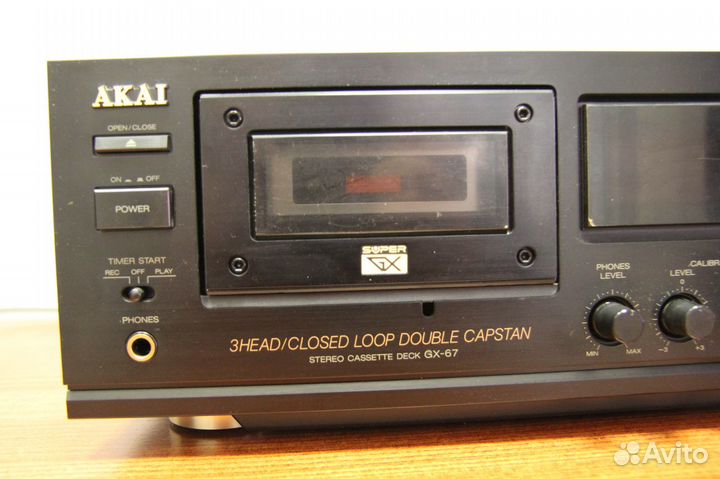 AKAI
OPEN/CLOSE
ON OFF
POWER
TIMER START
REC OFF PLAY
PHONES
SUPER
GX
3HEAD/CLOSED LOOP DOUBLE CAPSTAN
STEREO CASSETTE DECK GX-67
PHONES
LEVEL
MIN MAX
CALIBR
LEVEL
0
-3 +3
Avito